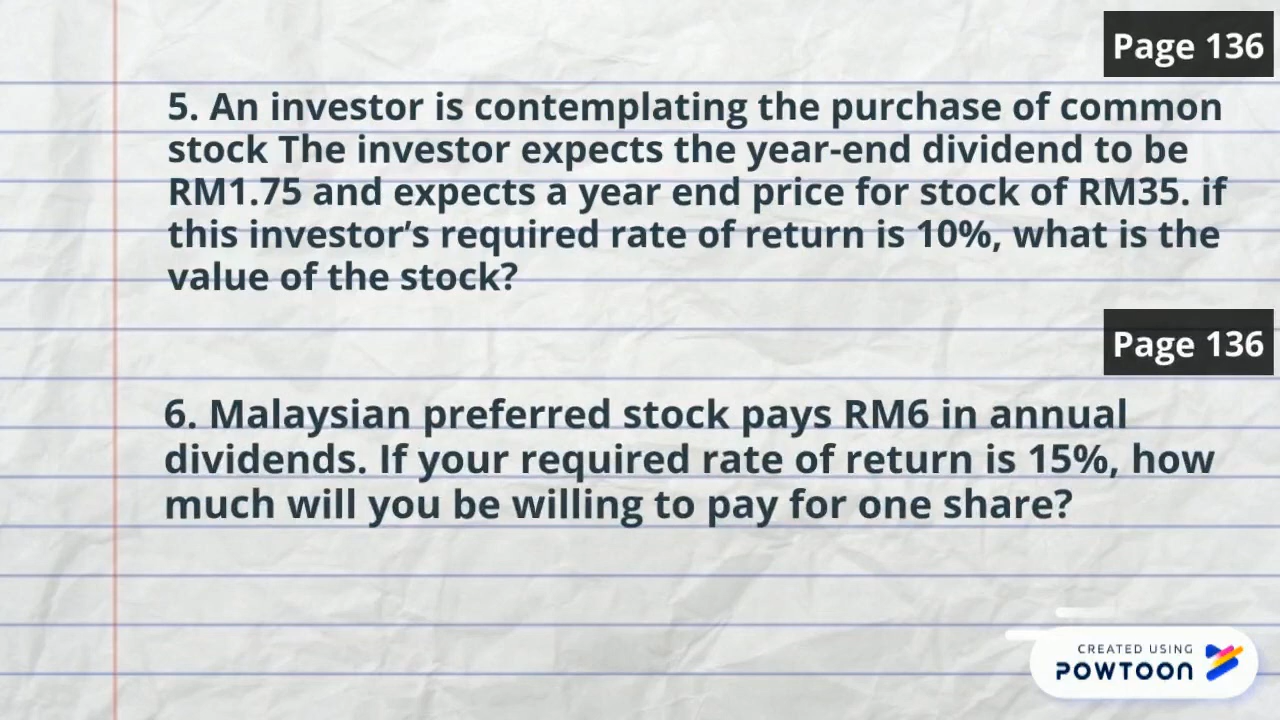 Page 136
5. An investor is contemplating the purchase of common
stock The investor expects the year-end dividend to be
RM1.75 and expects a year end price for stock of RM35. if
this investor’s required rate of return is 10%, what is the
value of the stock?
Page 136
6. Malaysian preferred stock pays RM6 in annual
dividends. If your required rate of return is 15%, how
much will you be willing to pay for one share?
CREATED USING
POWTOON